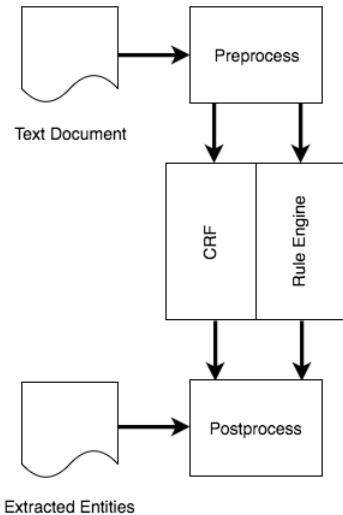 Preprocess
Text Document
CRF
Rule Engine
Postprocess
Extracted Entities